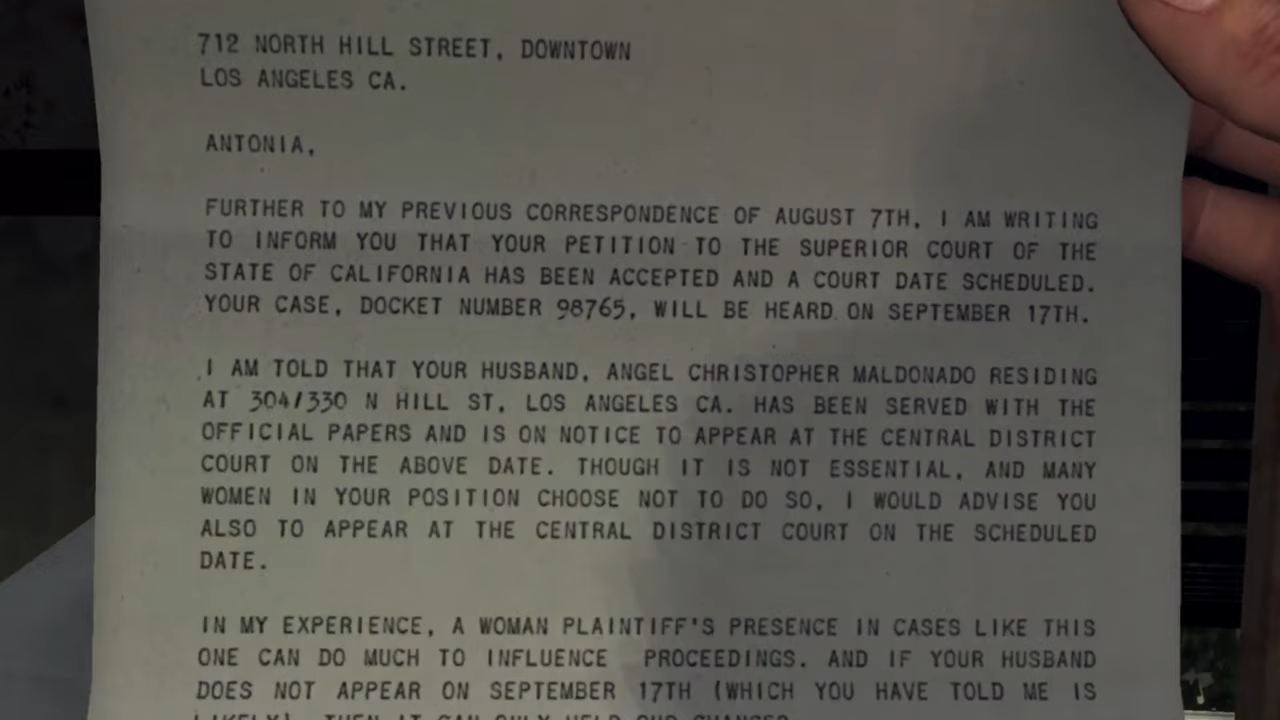 712 NORTH HILL STREET, DOWNTOWN
LOS ANGELES CA.
ANTONIA,
FURTHER TO MY PREVIOUS CORRESPONDENCE OF AUGUST 7TH, I AM WRITING
TO INFORM YOU THAT YOUR PETITION TO THE SUPERIOR COURT OF THE
STATE OF CALIFORNIA HAS BEEN ACCEPTED AND A COURT DATE SCHEDULED.
YOUR CASE, DOCKET NUMBER 98765, WILL BE HEARD ON SEPTEMBER 17TH.
I AM TOLD THAT YOUR HUSBAND, ANGEL CHRISTOPHER MALDONADO RESIDING
AT 304/330 N HILL ST, LOS ANGELES CA. HAS BEEN SERVED WITH THE
OFFICIAL PAPERS AND IS ON NOTICE TO APPEAR AT THE CENTRAL DISTRICT
COURT ON THE ABOVE DATE. THOUGH IT IS NOT ESSENTIAL, AND MANY
WOMEN IN YOUR POSITION CHOOSE NOT TO DO SO, I WOULD ADVISE YOU
ALSO TO APPEAR AT THE CENTRAL DISTRICT COURT ON THE SCHEDULED
DATE.
IN MY EXPERIENCE, A WOMAN PLAINTIFF'S PRESENCE IN CASES LIKE THIS
ONE CAN DO MUCH TO INFLUENCE PROCEEDINGS. AND IF YOUR HUSBAND
DOES NOT APPEAR ON SEPTEMBER 17TH (WHICH YOU HAVE TOLD ME IS
LIKELY), THEN IT CAN ONLY HELP OUR CHANCES